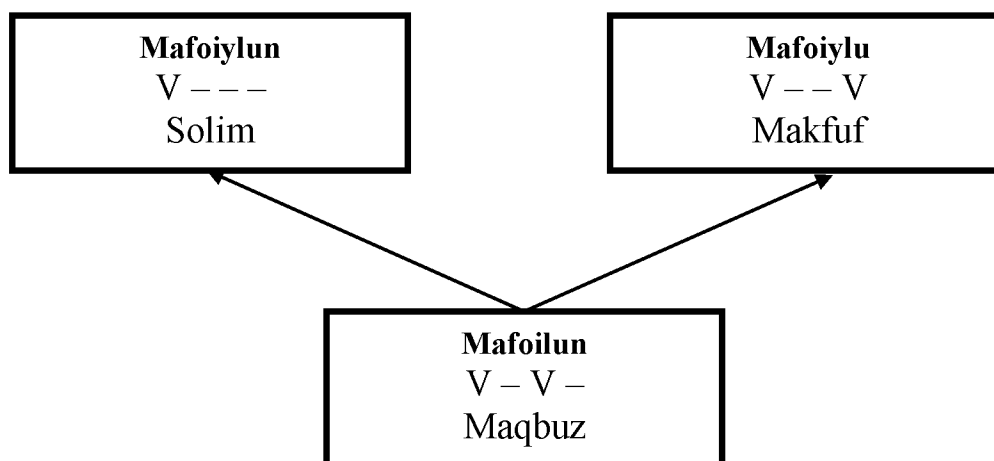 Mafoiylun
V – – –
Solim
Mafoiylu
V – – V
Makfuf
Mafoilun
V – V –
Maqbuz